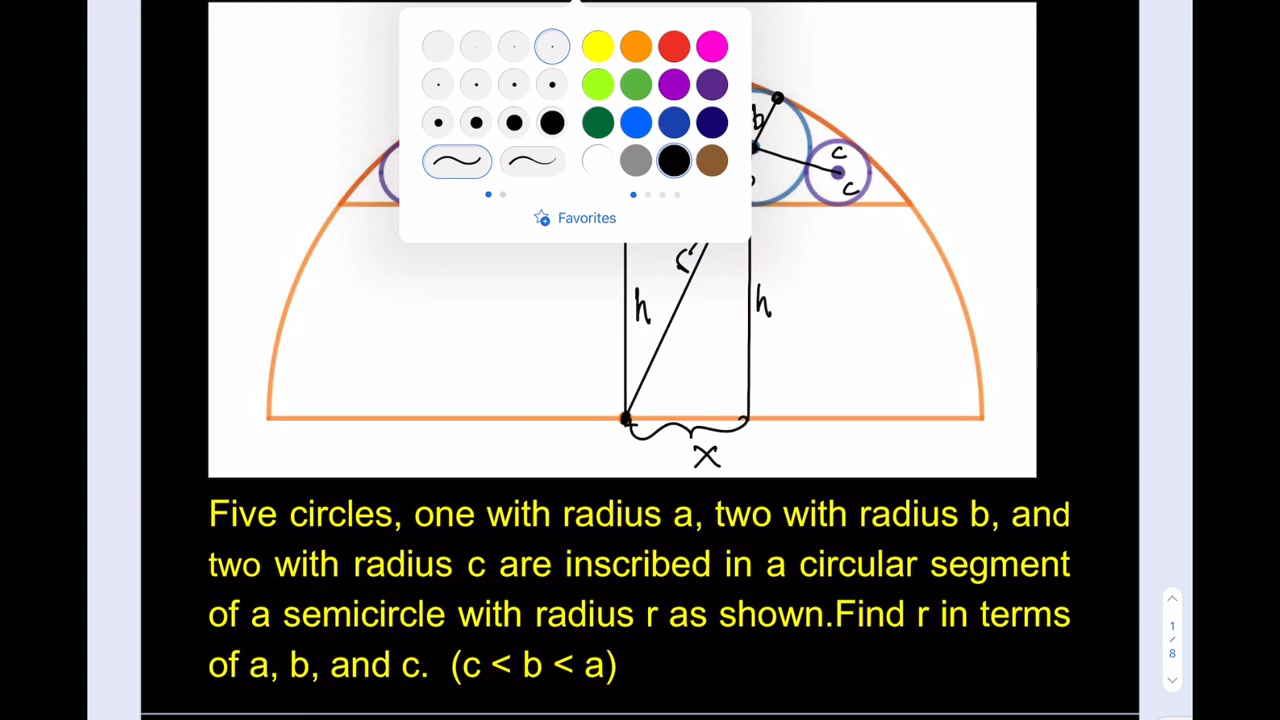 Favorites
b
c
c
r
h
h
x
Five circles, one with radius a, two with radius b, and
two with radius c are inscribed in a circular segment
of a semicircle with radius r as shown.Find r in terms
of a, b, and c. (c < b < a)
1
/
8